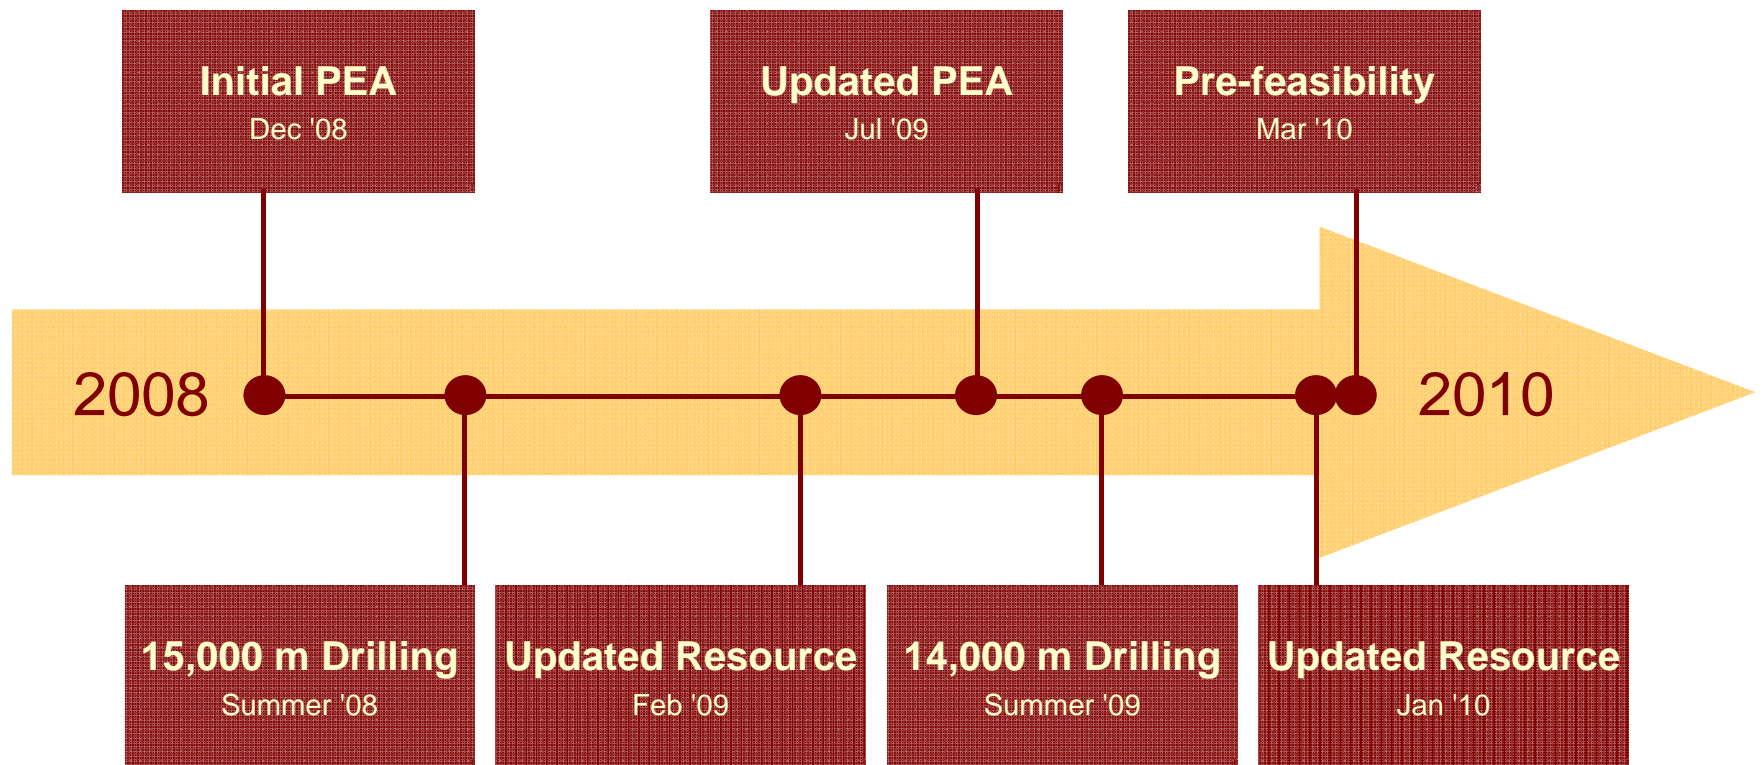 Initial PEA
Dec '08
Updated PEA
Jul '09
Pre-feasibility
Mar '10
2008
2010
15,000 m Drilling
Summer '08
Updated Resource
Feb '09
14,000 m Drilling
Summer '09
Updated Resource
Jan '10